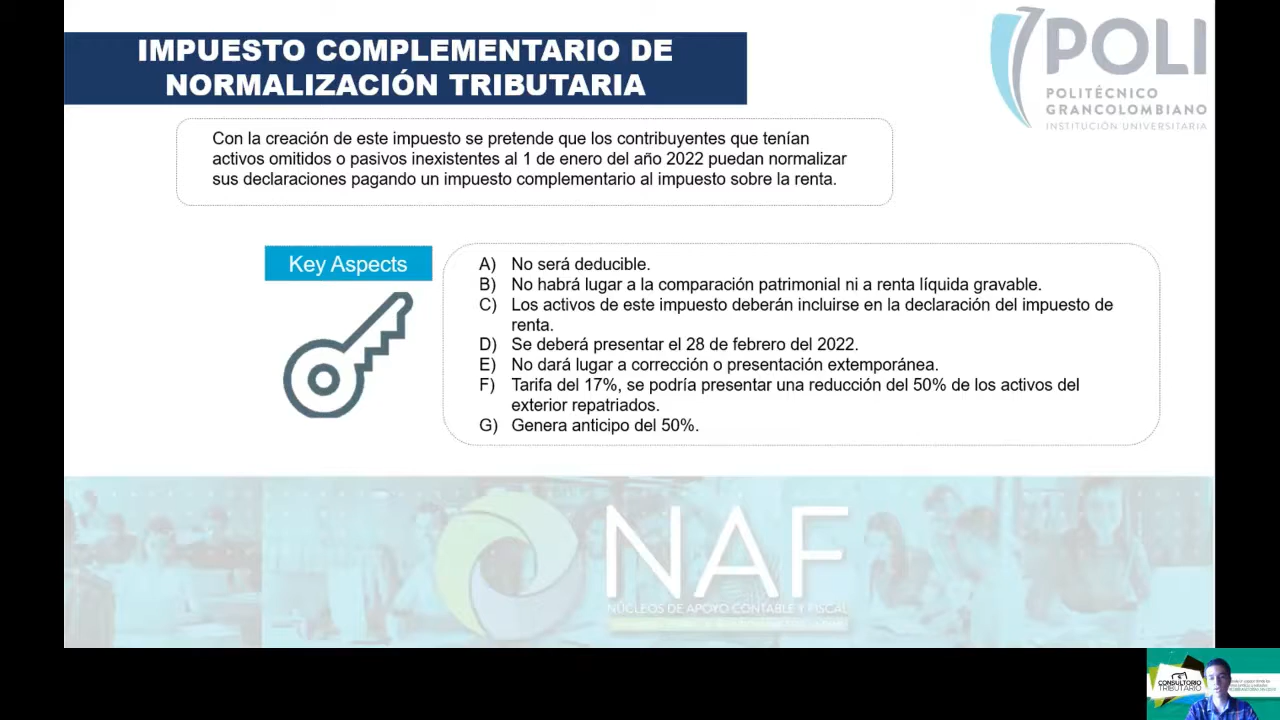 IMPUESTO COMPLEMENTARIO DE
NORMALIZACIÓN TRIBUTARIA
POLI
POLITÉCNICO
GRANCOLOMBIANO
INSTITUCIÓN UNIVERSITARIA
Con la creación de este impuesto se pretende que los contribuyentes que tenían
activos omitidos o pasivos inexistentes al 1 de enero del año 2022 puedan normalizar
sus declaraciones pagando un impuesto complementario al impuesto sobre la renta.
Key Aspects
A) No será deducible.
B) No habrá lugar a la comparación patrimonial ni a renta líquida gravable.
C) Los activos de este impuesto deberán incluirse en la declaración del impuesto de
renta.
D) Se deberá presentar el 28 de febrero del 2022.
E) No dará lugar a corrección o presentación extemporánea.
F) Tarifa del 17%, se podría presentar una reducción del 50% de los activos del
exterior repatriados.
G) Genera anticipo del 50%.
NAF
NÚCLEOS DE APOYO CONTABLE Y FISCAL
CONSULTORIO
TRIBUTARIO